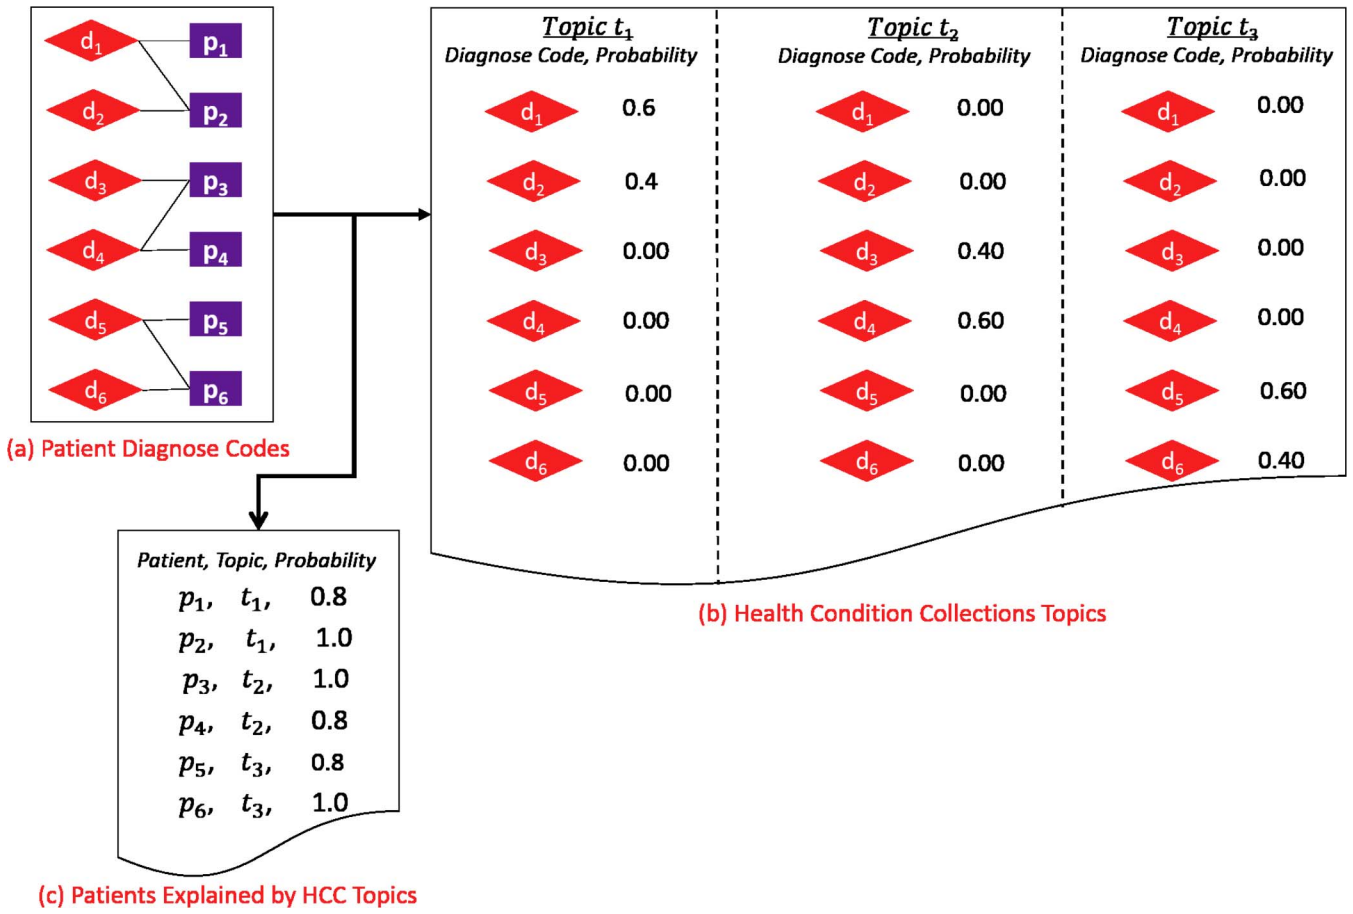 d₁ p₁
d₂ p₂
d₃ p₃
d₄ p₄
d₅ p₅
d₆ p₆
(a) Patient Diagnose Codes
Topic t₁
Diagnose Code, Probability
d₁ 0.6
d₂ 0.4
d₃ 0.00
d₄ 0.00
d₅ 0.00
d₆ 0.00
Topic t₂
Diagnose Code, Probability
d₁ 0.00
d₂ 0.00
d₃ 0.40
d₄ 0.60
d₅ 0.00
d₆ 0.00
Topic t₃
Diagnose Code, Probability
d₁ 0.00
d₂ 0.00
d₃ 0.00
d₄ 0.00
d₅ 0.60
d₆ 0.40
(b) Health Condition Collections Topics
Patient, Topic, Probability
p₁, t₁, 0.8
p₂, t₁, 1.0
p₃, t₂, 1.0
p₄, t₂, 0.8
p₅, t₃, 0.8
p₆, t₃, 1.0
(c) Patients Explained by HCC Topics